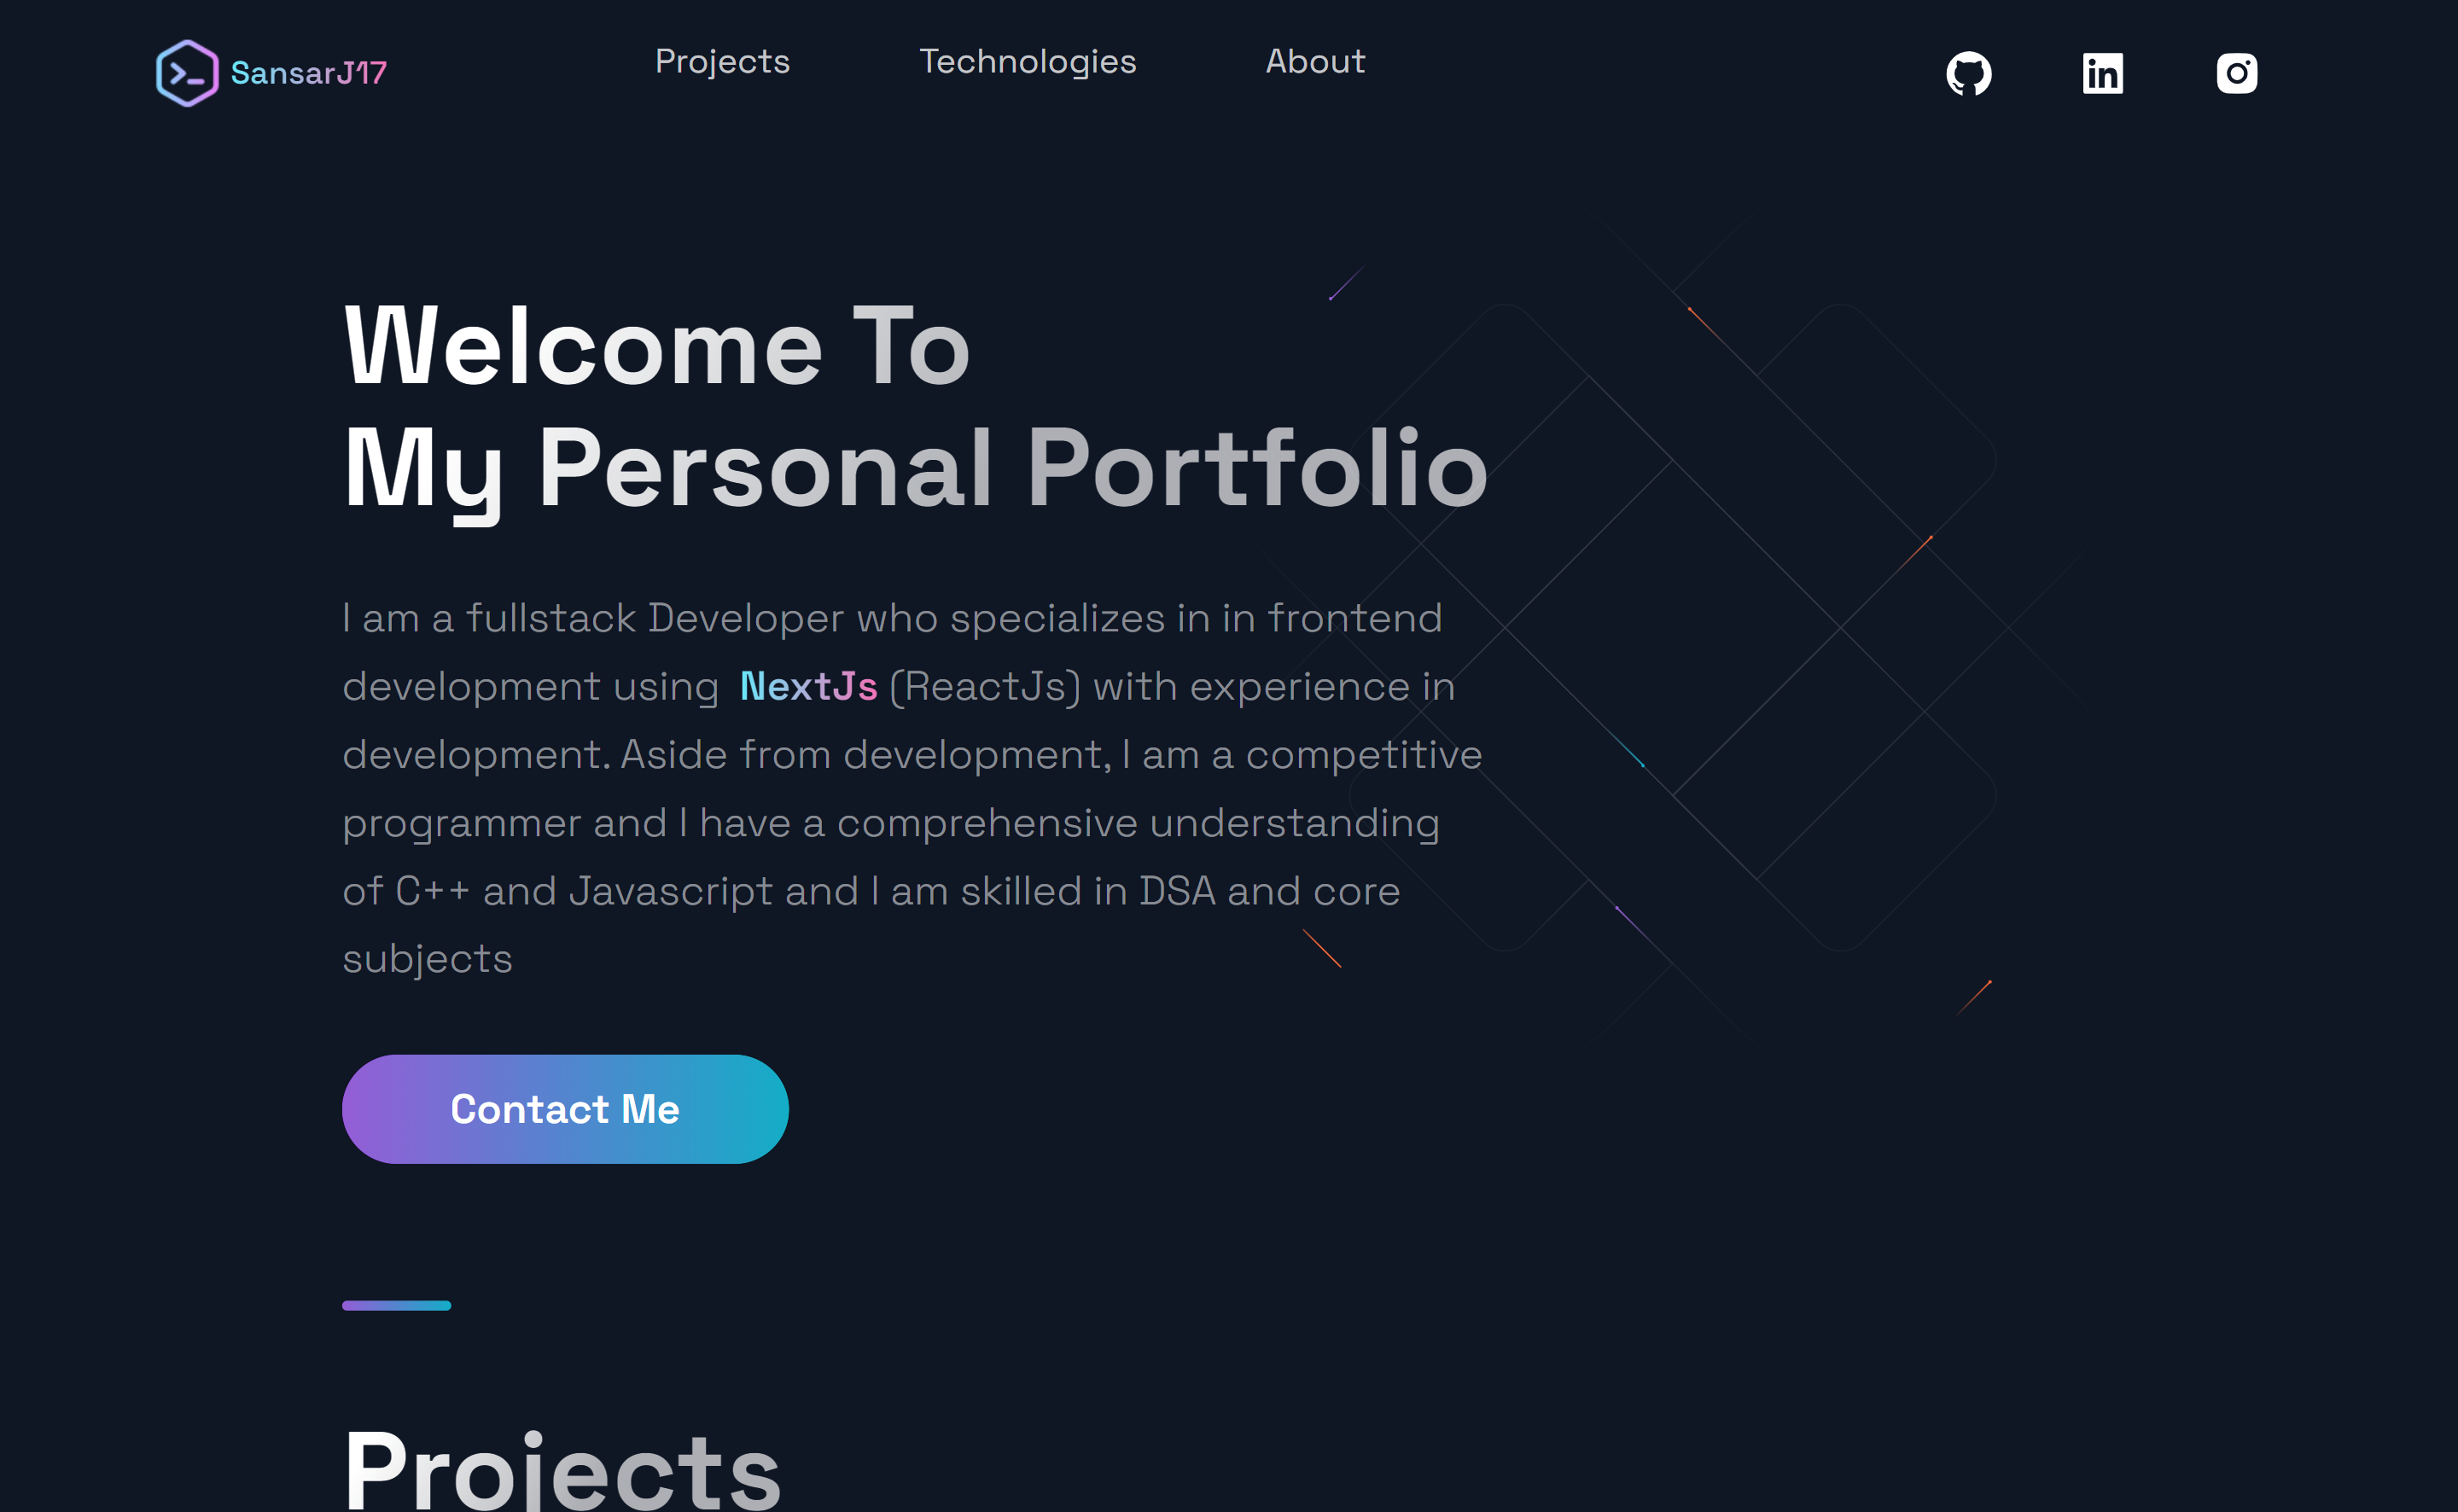 SansarJ17
Projects
Technologies
About
Welcome To
My Personal Portfolio
I am a fullstack Developer who specializes in in frontend
development using NextJs (ReactJs) with experience in
development. Aside from development, I am a competitive
programmer and I have a comprehensive understanding
of C++ and Javascript and I am skilled in DSA and core
subjects
Contact Me
Projects